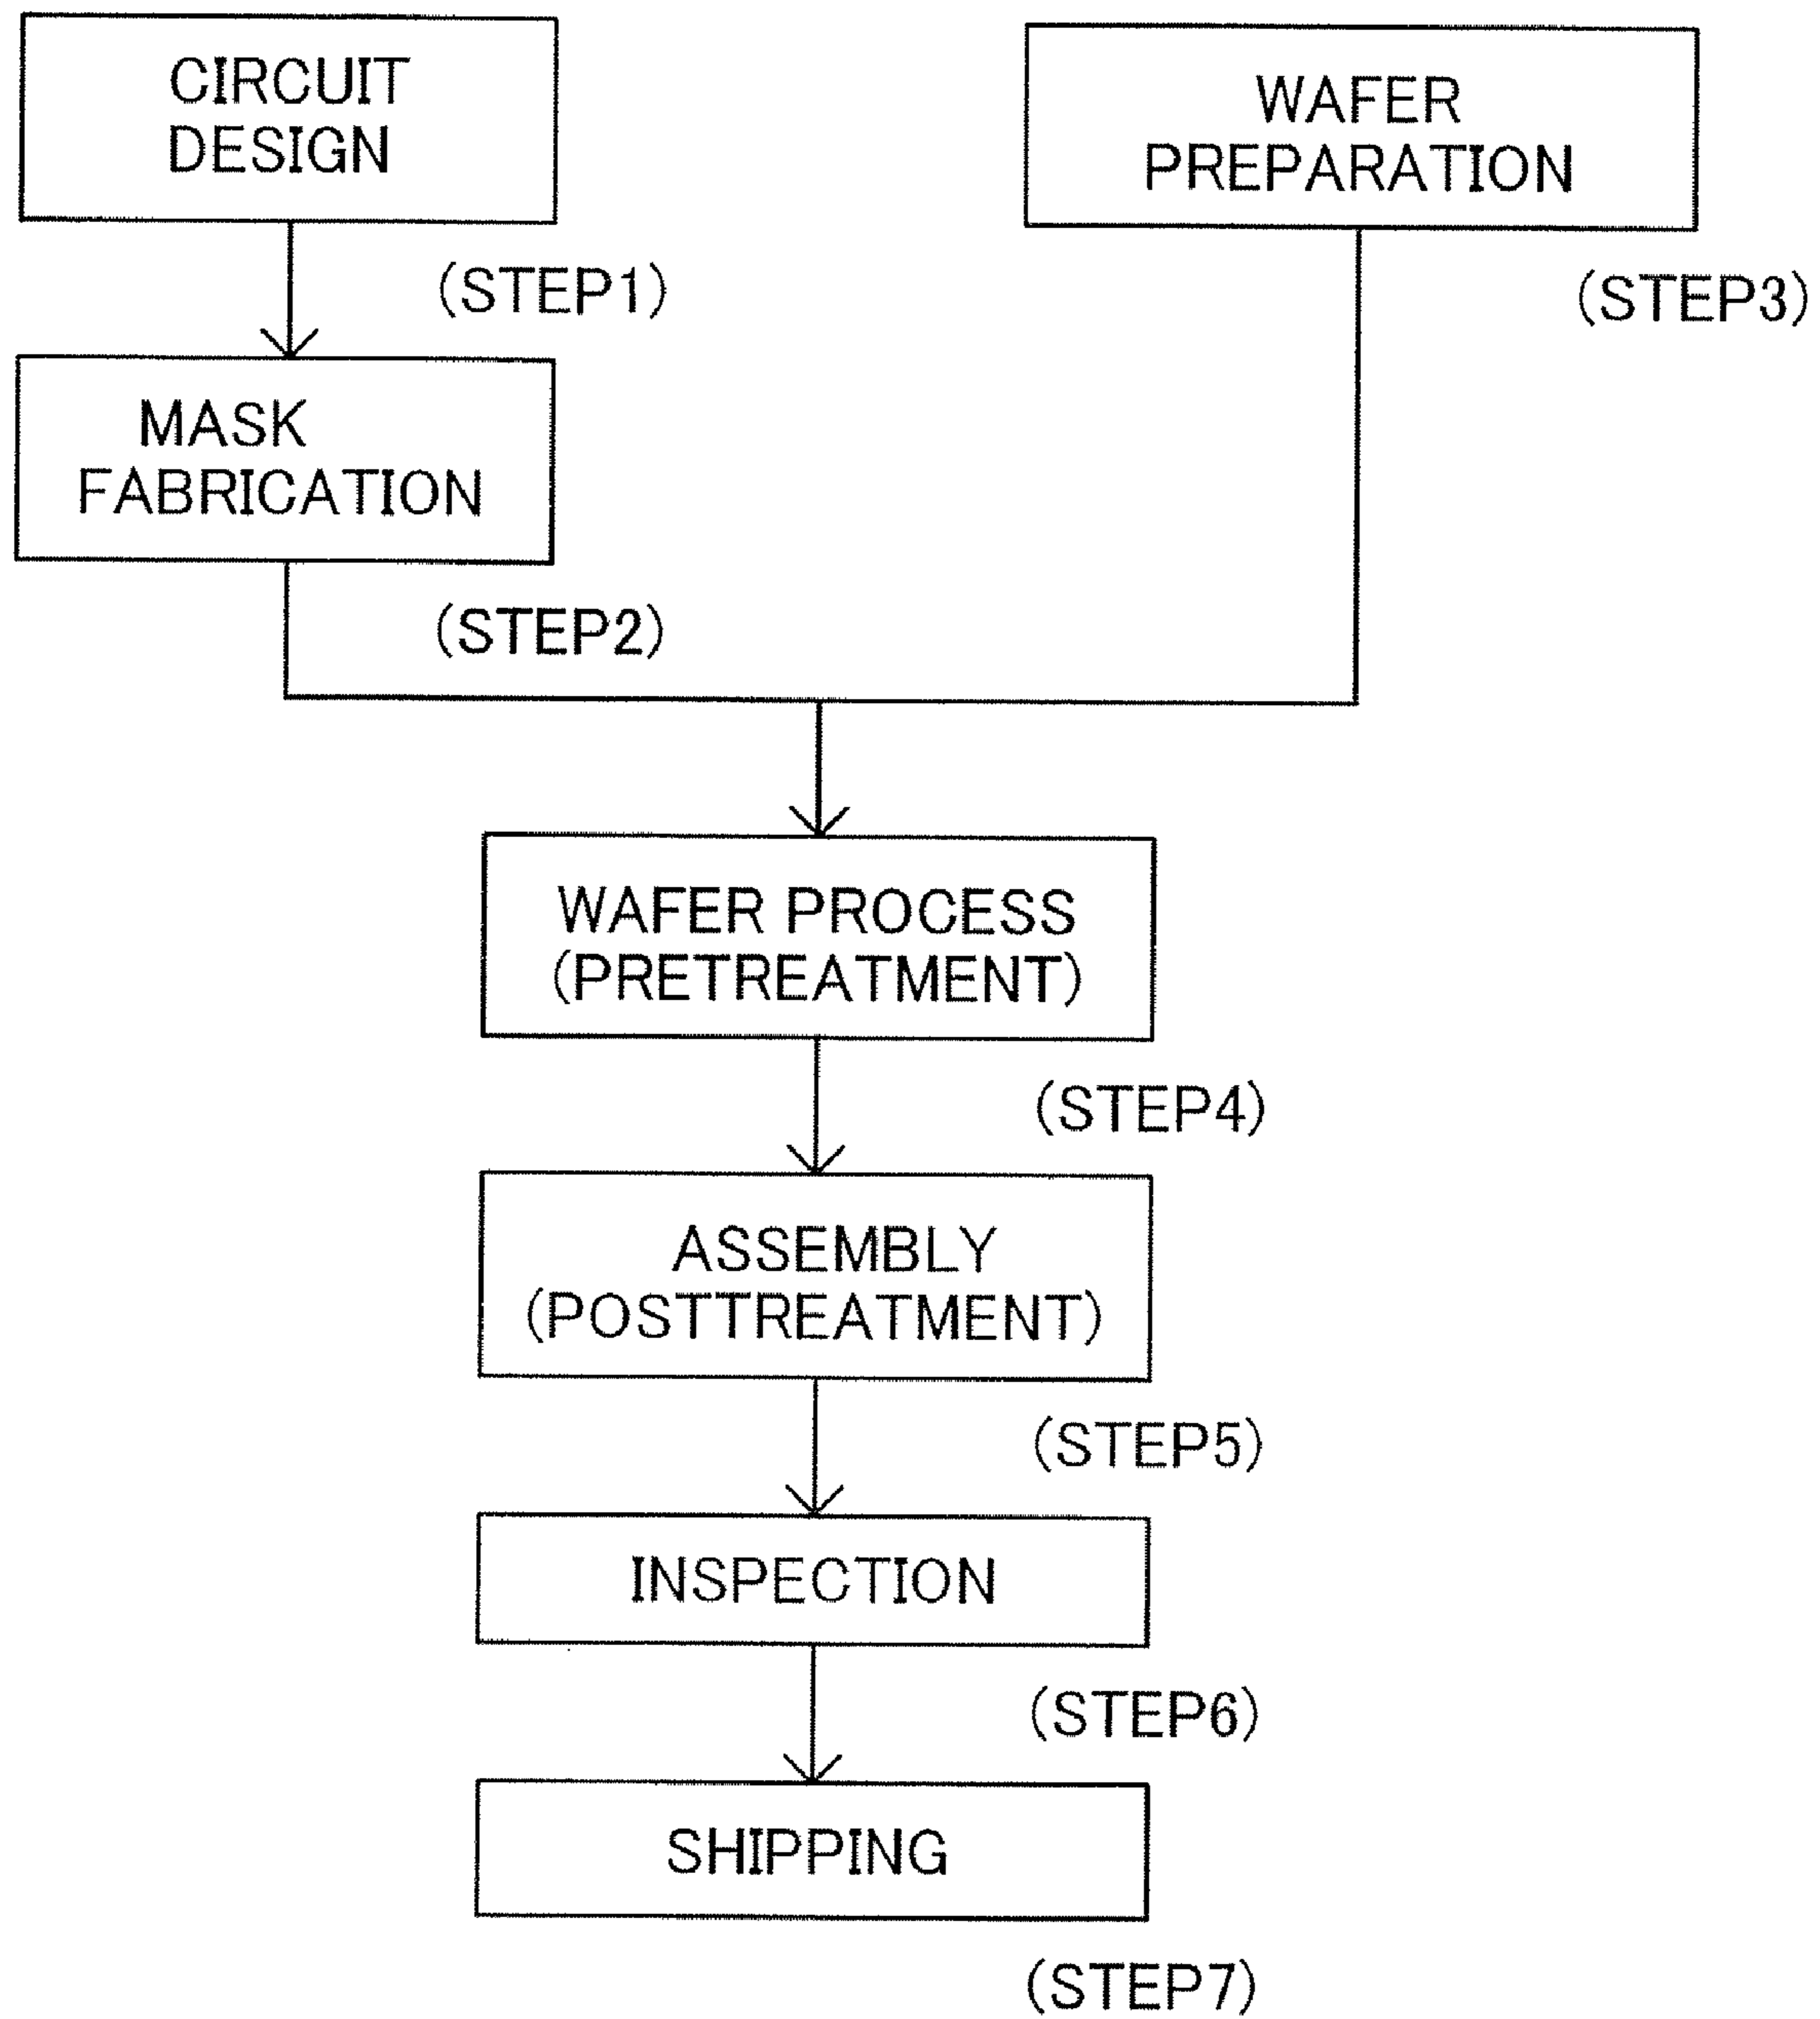 CIRCUIT
DESIGN
(STEP1)
WAFER
PREPARATION
(STEP3)
MASK
FABRICATION
(STEP2)
WAFER PROCESS
(PRETREATMENT)
(STEP4)
ASSEMBLY
(POSTTREATMENT)
(STEP5)
INSPECTION
(STEP6)
SHIPPING
(STEP7)